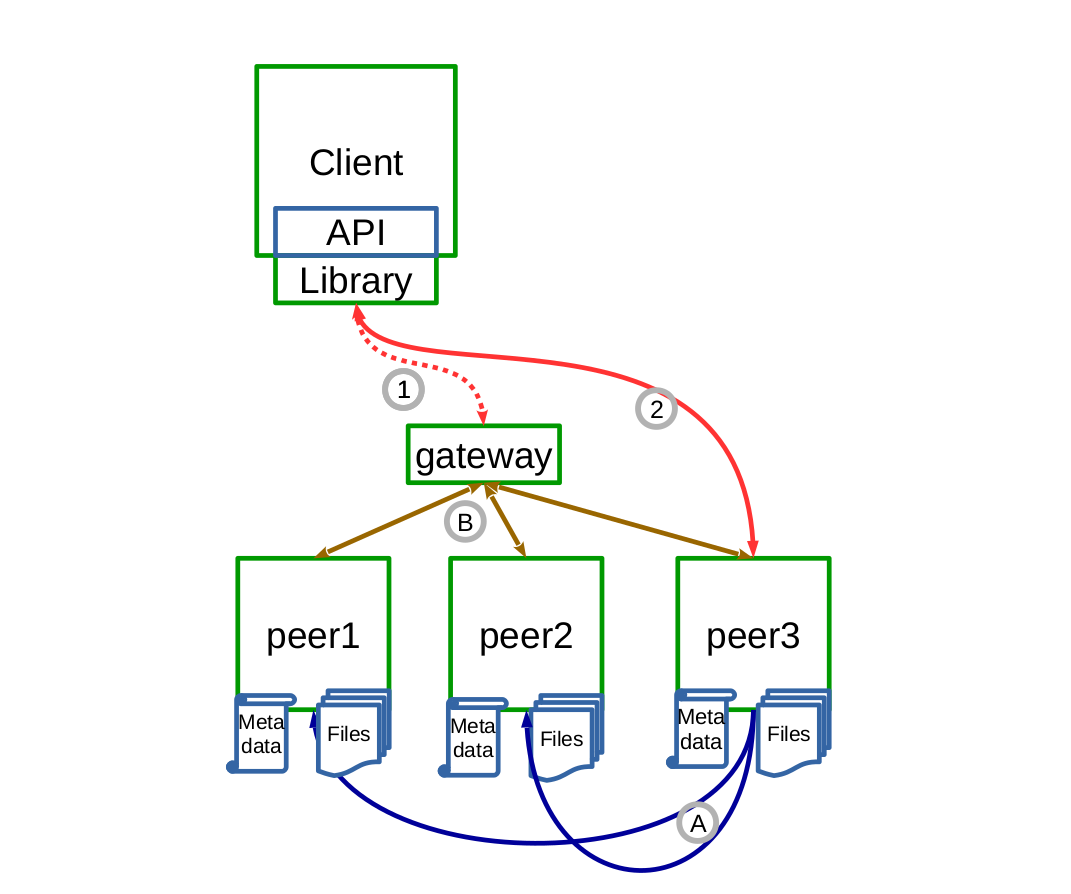 Client
API
Library
1
2
gateway
B
peer1
peer2
peer3
Meta
data
Files
Meta
data
Files
Meta
data
Files
A